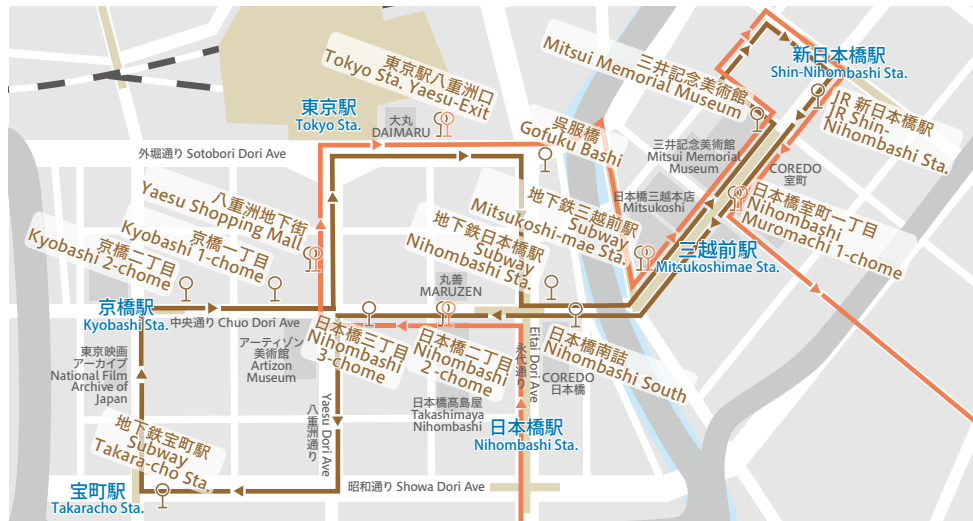 東京駅
Tokyo Sta.
東京駅八重洲口
Tokyo Sta. Yaesu-Exit
大丸
DAIMARU
外堀通り Sotobori Dori Ave
呉服橋
Gofuku Bashi
三井記念美術館
Mitsui Memorial Museum
新日本橋駅
Shin-Nihombashi Sta.
JR 新日本橋駅
JR Shin-
Nihombashi Sta.
三井記念美術館
Mitsui Memorial
Museum
COREDO
室町
日本橋三越本店
Mitsukoshi
日本橋室町一丁目
Nihombashi
Muromachi 1-chome
三越前駅
Mitsukoshimae Sta.
地下鉄三越前駅
Subway
Mitsukoshi-mae Sta.
地下鉄日本橋駅
Subway
Nihombashi Sta.
八重洲地下街
Yaesu Shopping Mall
京橋一丁目
Kyobashi 1-chome
京橋二丁目
Kyobashi 2-chome
京橋駅
Kyobashi Sta.
中央通り Chuo Dori Ave
丸善
MARUZEN
日本橋三丁目
Nihombashi
3-chome
日本橋二丁目
Nihombashi
2-chome
日本橋南詰
Nihombashi South
COREDO
日本橋
永代通り
Eitai Dori Ave
東京映画
アーカイブ
National Film
Archive of
Japan
アーティゾン
美術館
Artizon
Museum
八重洲通り
Yaesu Dori Ave
日本橋髙島屋
Takashimaya
Nihombashi
日本橋駅
Nihombashi Sta.
地下鉄宝町駅
Subway
Takara-cho Sta.
宝町駅
Takaracho Sta.
昭和通り Showa Dori Ave